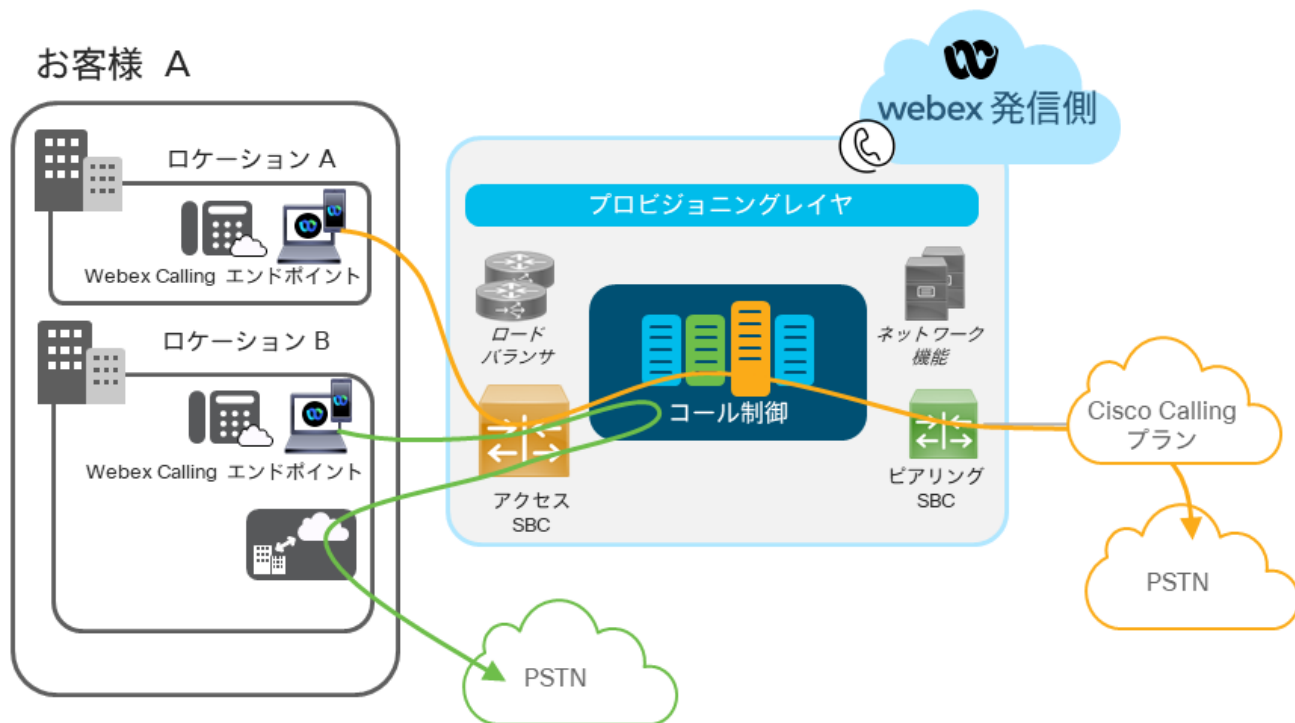 お客様 A
webex 発信側
ロケーション A
Webex Calling エンドポイント
ロケーション B
Webex Calling エンドポイント
プロビジョニングレイヤ
ロード
バランサ
ネットワーク
機能
コール制御
アクセス
SBC
ピアリング
SBC
Cisco Calling
プラン
PSTN
PSTN